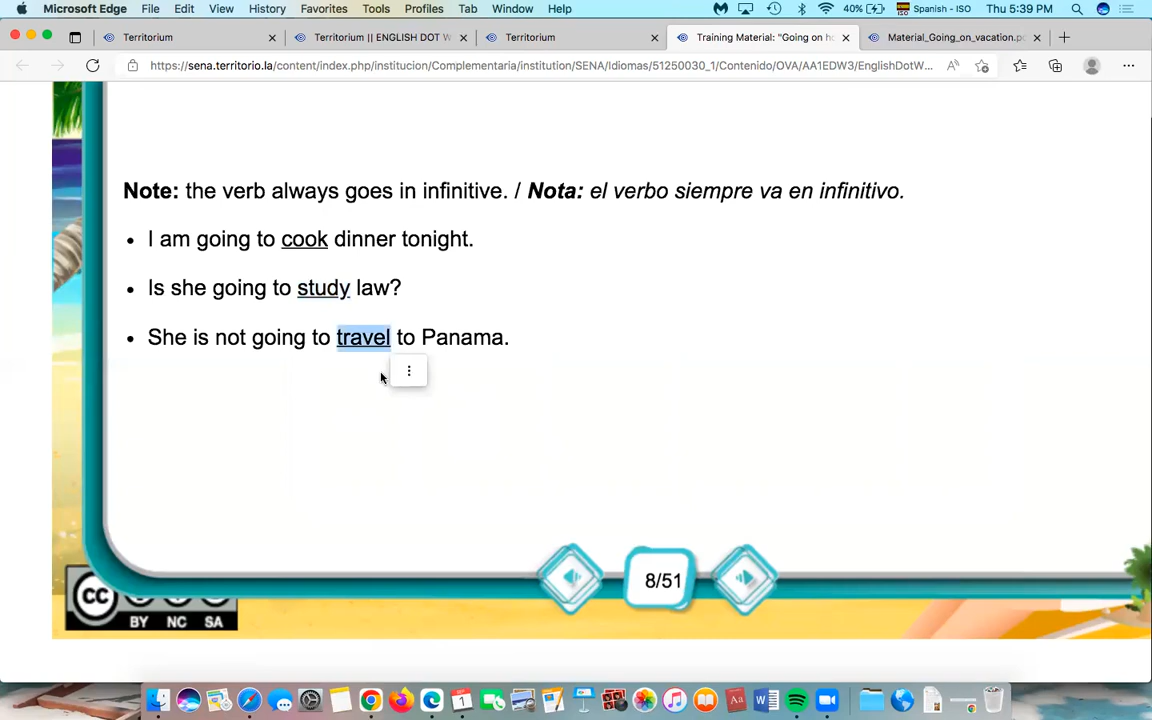 Microsoft Edge File Edit View History Favorites Tools Profiles Tab Window Help 40% Spanish - ISO Thu 5:39 PM
Territorium Territorium || ENGLISH DOT W Territorium Training Material: "Going on h Material_Going_on_vacation.pd
https://sena.territorio.la/content/index.php/institucion/Complementaria/institution/SENA/Idiomas/51250030_1/Contenido/OVA/AA1EDW3/EnglishDotW...
Note: the verb always goes in infinitive. / Nota: el verbo siempre va en infinitivo.
• I am going to cook dinner tonight.
• Is she going to study law?
• She is not going to travel to Panama.
8/51
CC
BY NC SA